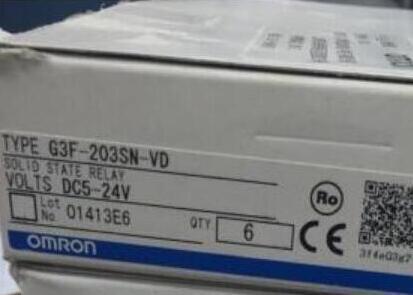 TYPE G3F-203SN-VD
SOLID STATE RELAY
VOLTS DC5-24V
Lot No 01413E6
QTY 6
Ro
CE
OMRON